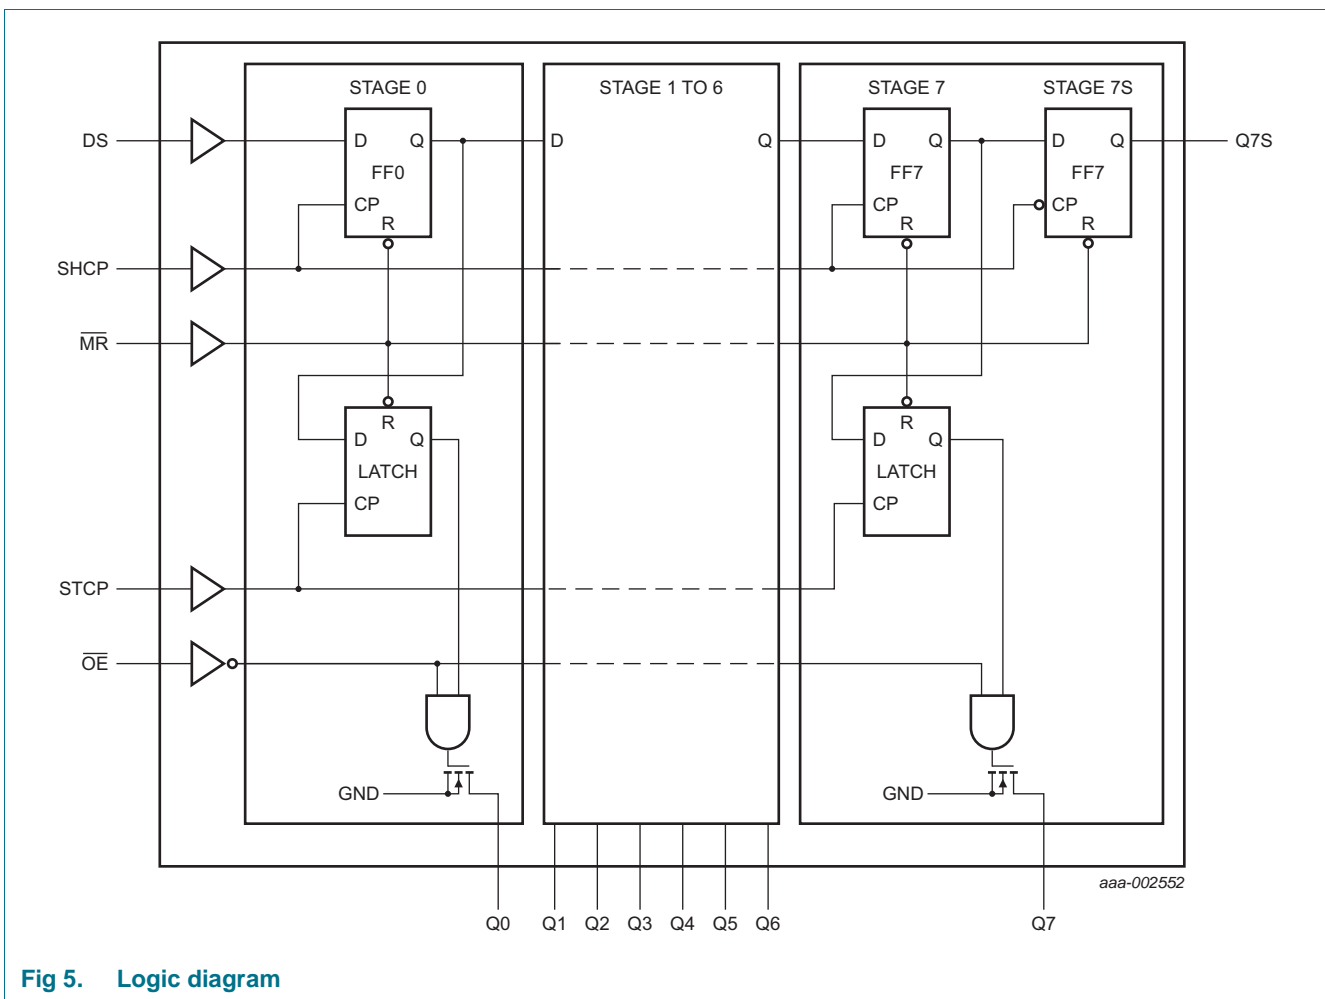 STAGE 0
STAGE 1 TO 6
STAGE 7
STAGE 7S
DS
D Q
FF0
CP
R
D
Q
D Q
FF7
CP
R
D Q
FF7
CP
R
Q7S
SHCP
MR
R
D Q
LATCH
CP
R
D Q
LATCH
CP
STCP
OE
GND
GND
aaa-002552
Q0 Q1 Q2 Q3 Q4 Q5 Q6 Q7
Fig 5. Logic diagram